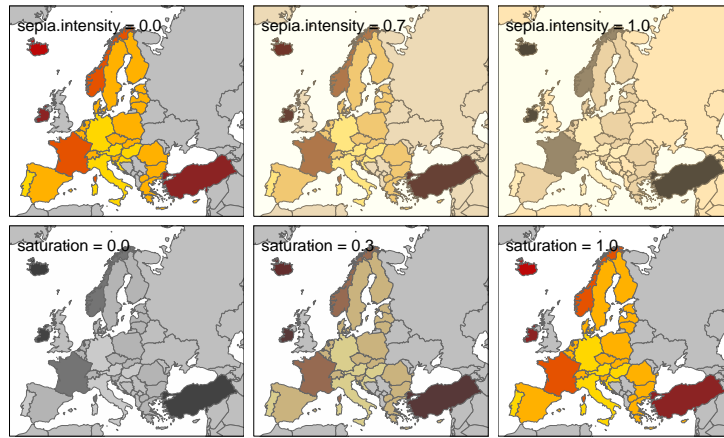 sepia.intensity = 0.0
sepia.intensity = 0.7
sepia.intensity = 1.0
saturation = 0.0
saturation = 0.3
saturation = 1.0